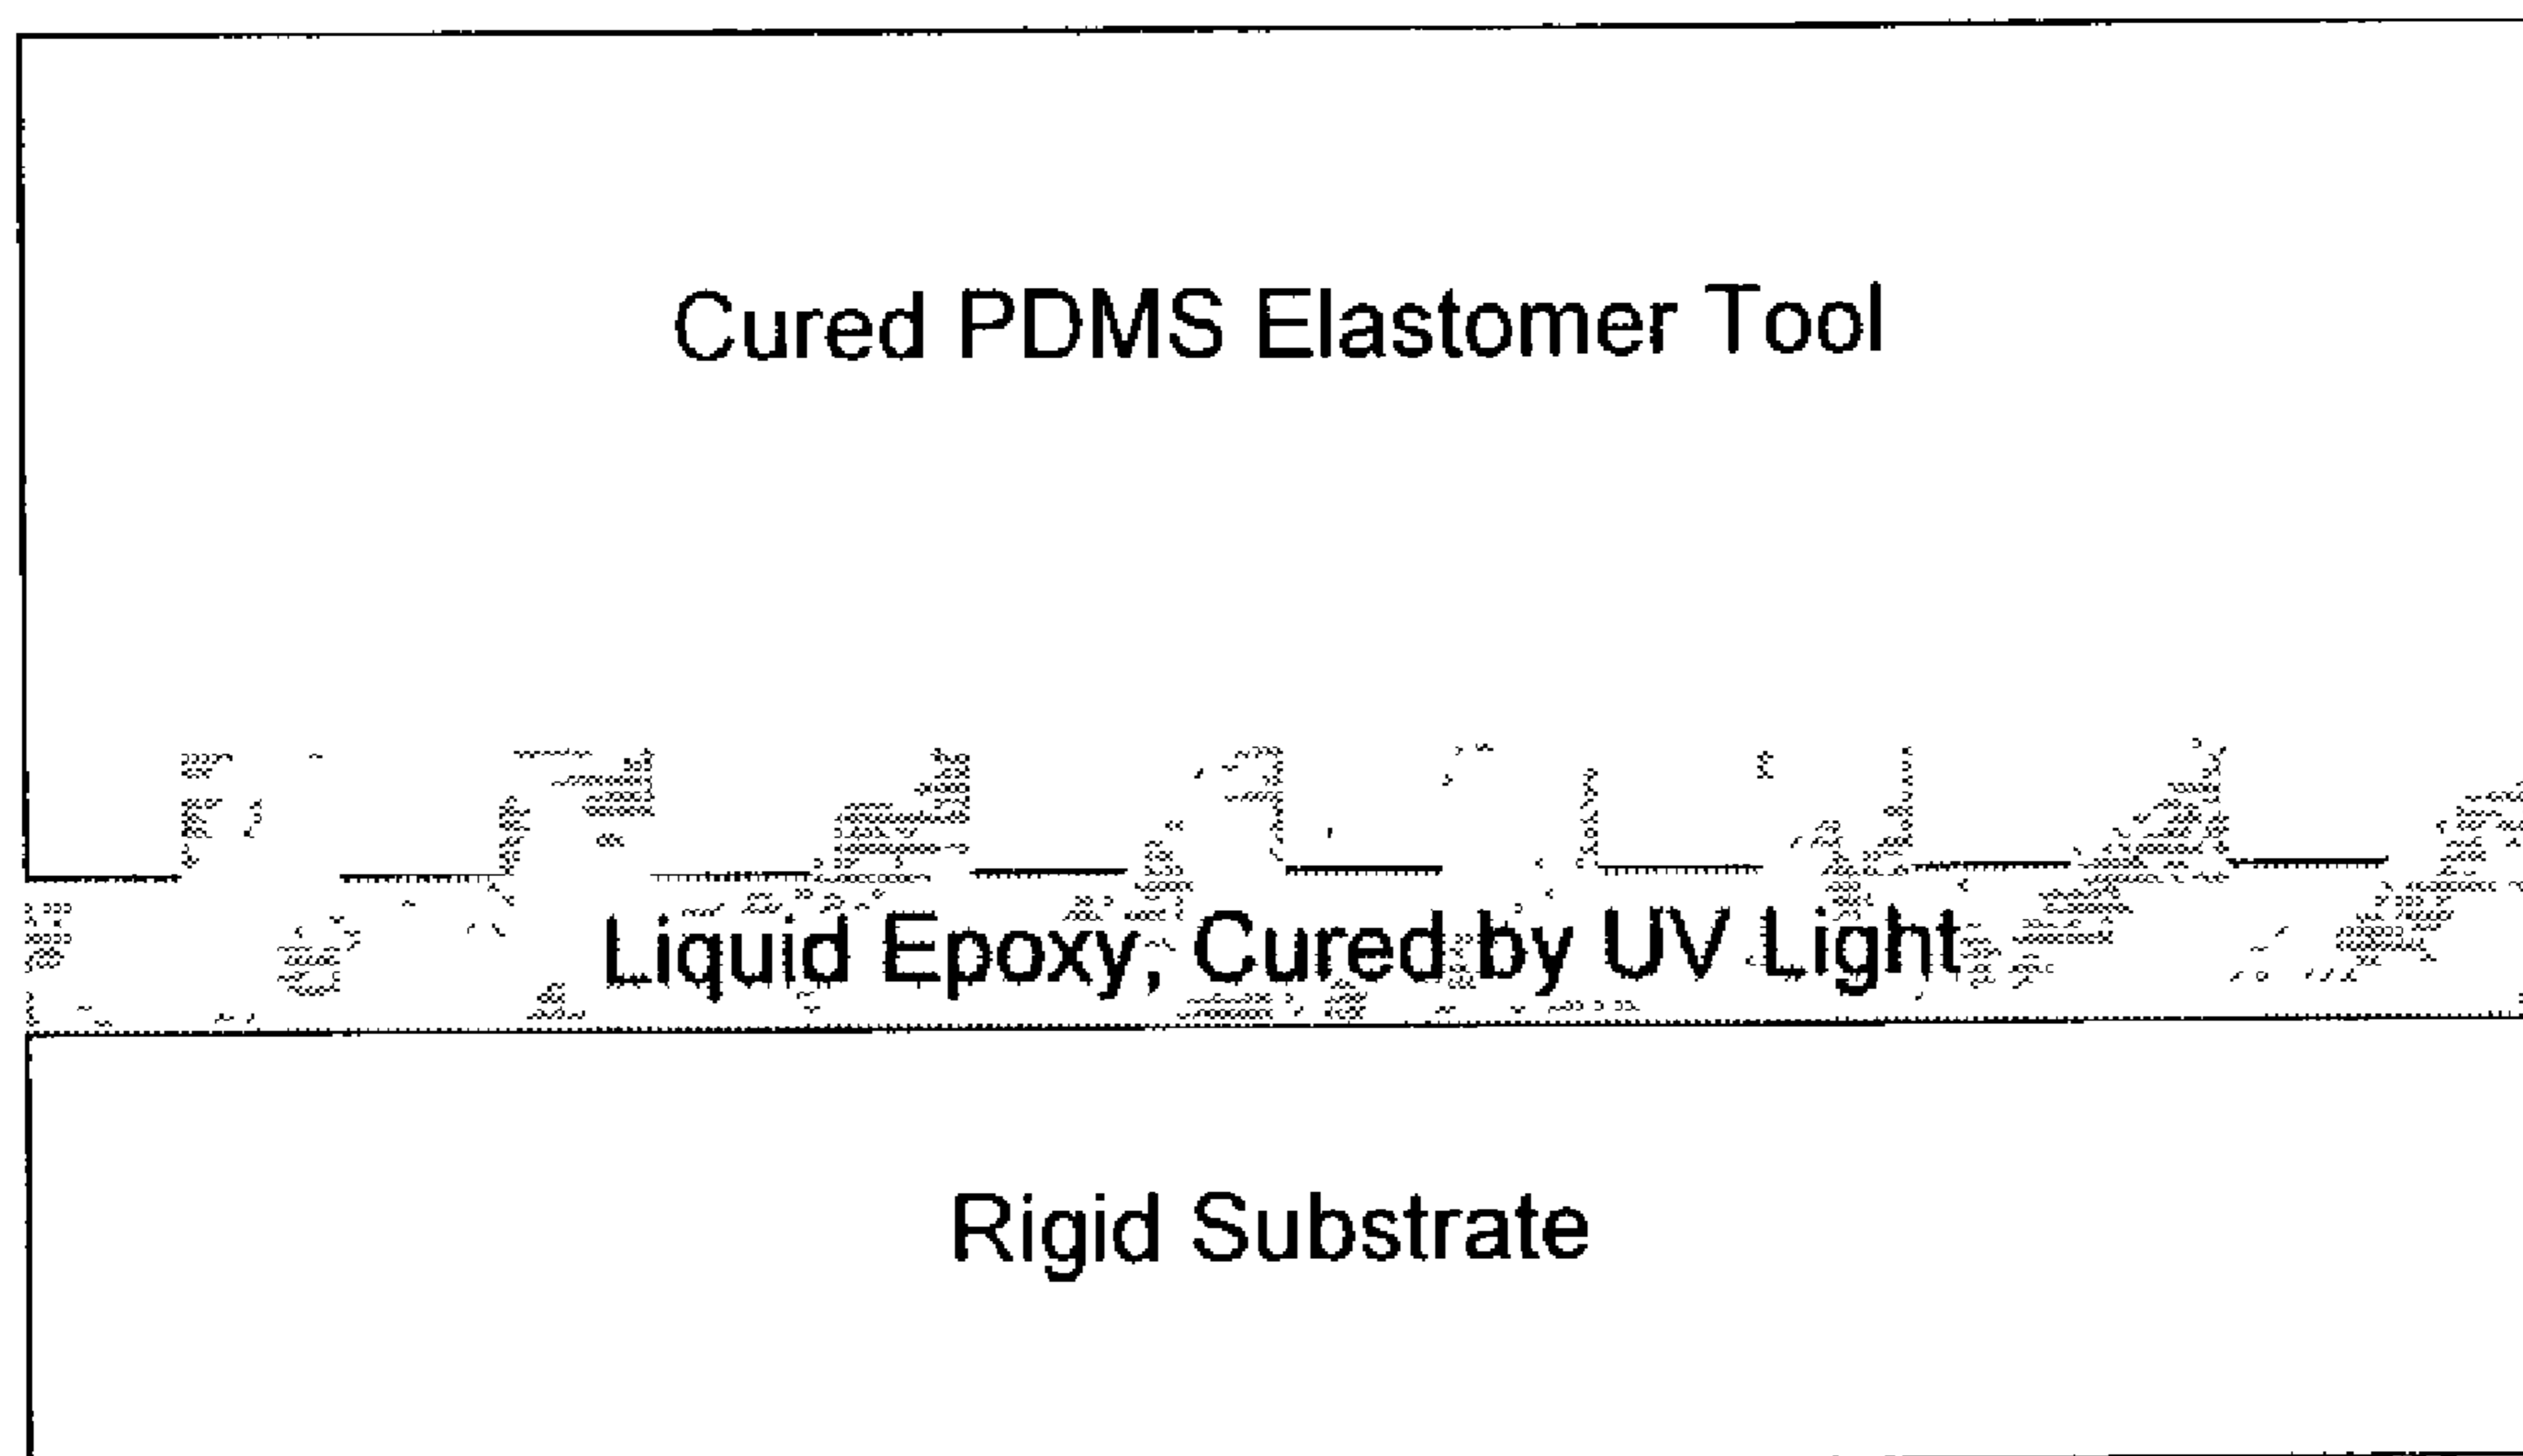 Cured PDMS Elastomer Tool
Liquid Epoxy, Cured by UV Light
Rigid Substrate